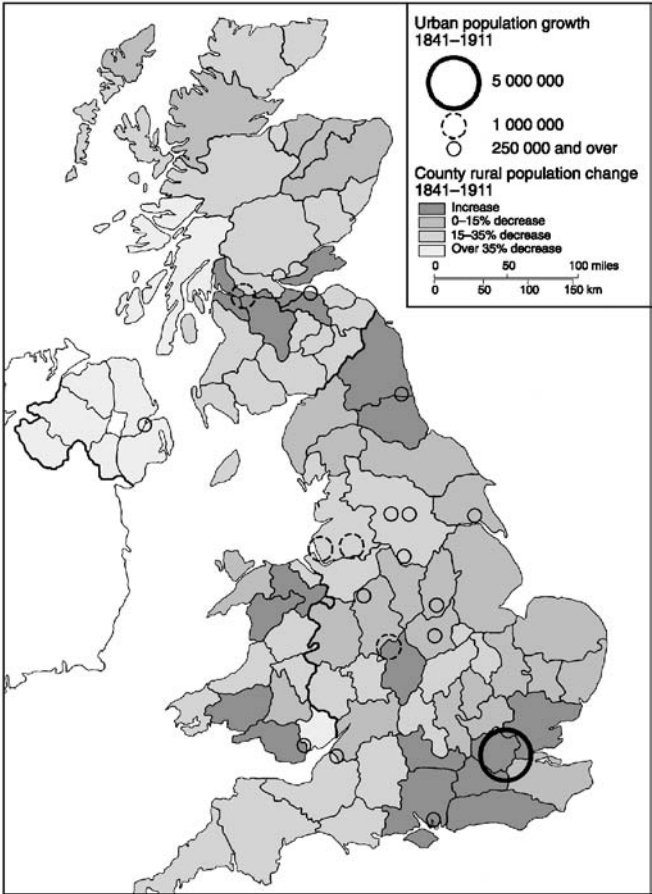 Urban population growth
1841–1911
5 000 000
1 000 000
250 000 and over
County rural population change
1841–1911
Increase
0–15% decrease
15–35% decrease
Over 35% decrease
0 50 100 miles
0 50 100 150 km